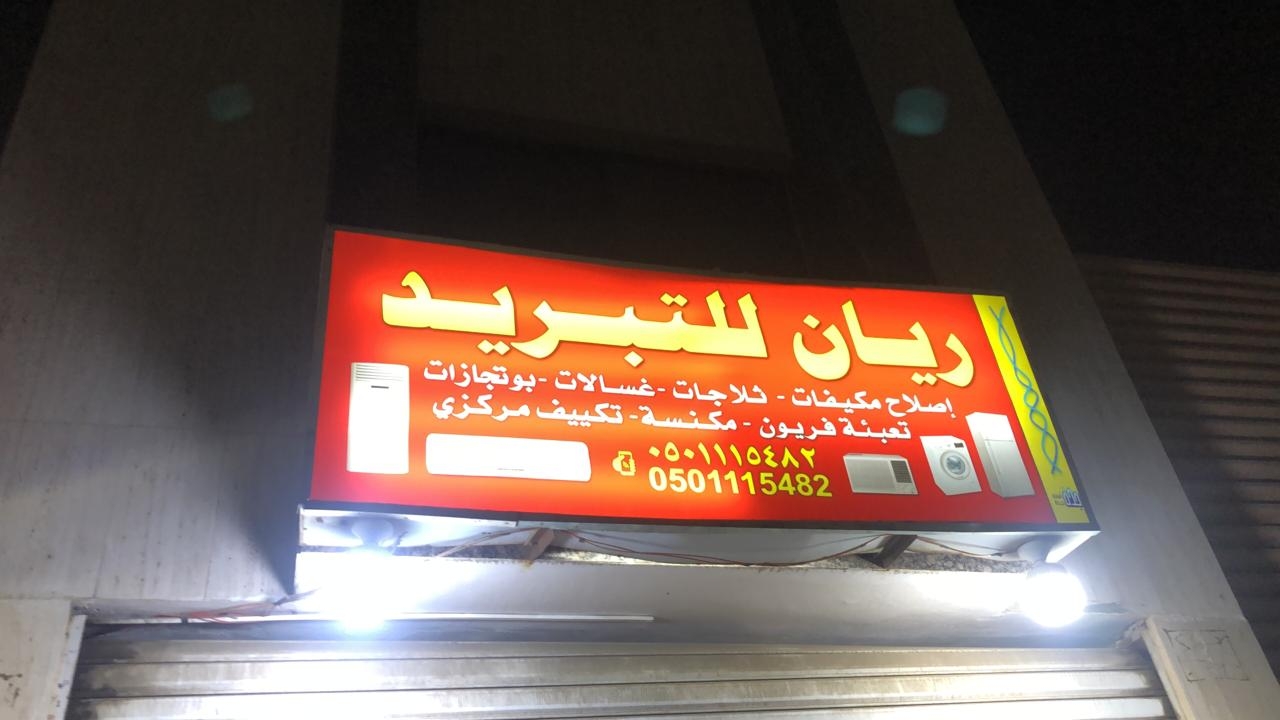 ريان للتبريد
إصلاح مكيفات - ثلاجات - غسالات - بوتجازات
تعبئة فريون - مكنسة - تكييف مركزي
٠٥٠١١١٥٤٨٢
0501115482